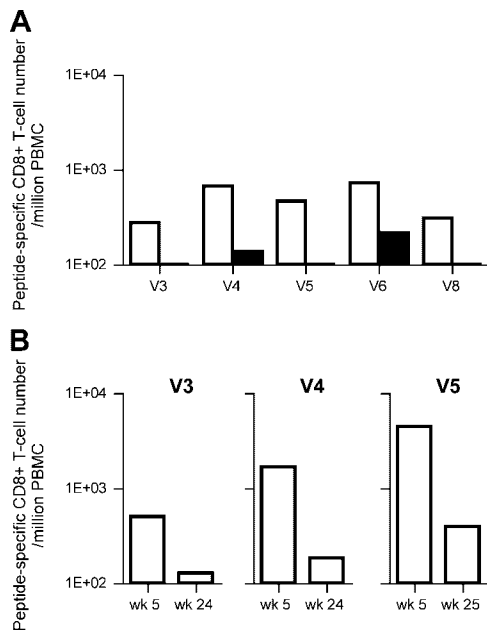 A
Peptide-specific CD8+ T-cell number
/million PBMC
1E+04
1E+03
1E+02
V3 V4 V5 V6 V8
B
Peptide-specific CD8+ T-cell number
/million PBMC
V3 V4 V5
1E+04
1E+03
1E+02
wk 5 wk 24 wk 5 wk 24 wk 5 wk 25